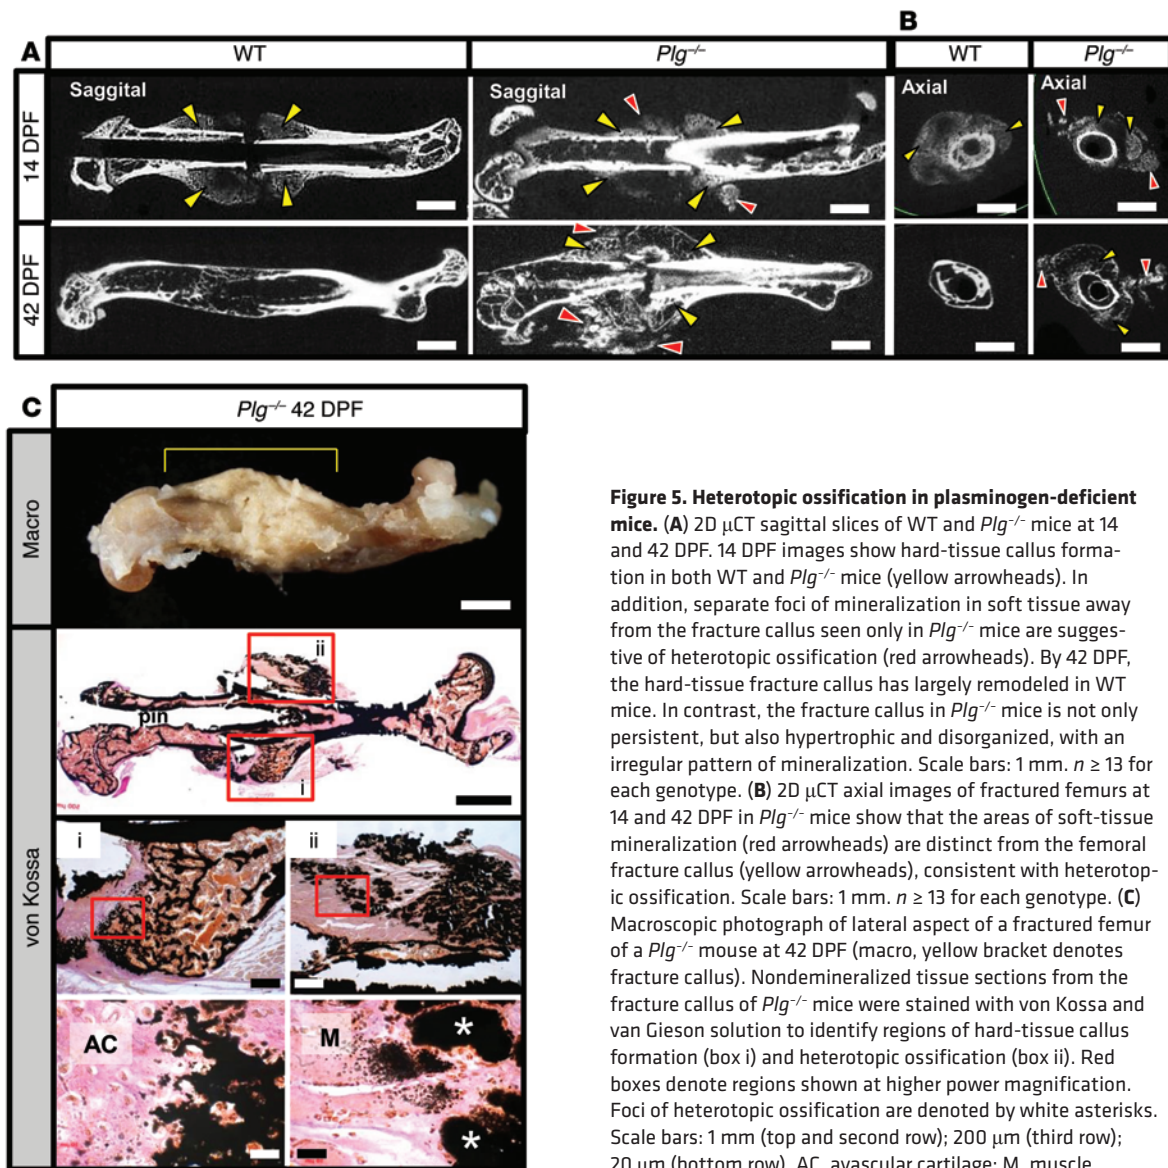 A
WT
Plg–/–
B
WT
Plg–/–
14 DPF
Saggital
Saggital
Axial
Axial
42 DPF
C
Plg–/– 42 DPF
Macro
von Kossa
ii
pin
i
i
ii
AC
M
*
*
Figure 5. Heterotopic ossification in plasminogen-deficient
mice. (A) 2D μCT sagittal slices of WT and Plg–/– mice at 14
and 42 DPF. 14 DPF images show hard-tissue callus forma-
tion in both WT and Plg–/– mice (yellow arrowheads). In
addition, separate foci of mineralization in soft tissue away
from the fracture callus seen only in Plg–/– mice are sugges-
tive of heterotopic ossification (red arrowheads). By 42 DPF,
the hard-tissue fracture callus has largely remodeled in WT
mice. In contrast, the fracture callus in Plg–/– mice is not only
persistent, but also hypertrophic and disorganized, with an
irregular pattern of mineralization. Scale bars: 1 mm. n ≥ 13 for
each genotype. (B) 2D μCT axial images of fractured femurs at
14 and 42 DPF in Plg–/– mice show that the areas of soft-tissue
mineralization (red arrowheads) are distinct from the femoral
fracture callus (yellow arrowheads), consistent with heterotop-
ic ossification. Scale bars: 1 mm. n ≥ 13 for each genotype. (C)
Macroscopic photograph of lateral aspect of a fractured femur
of a Plg–/– mouse at 42 DPF (macro, yellow bracket denotes
fracture callus). Nondemineralized tissue sections from the
fracture callus of Plg–/– mice were stained with von Kossa and
van Gieson solution to identify regions of hard-tissue callus
formation (box i) and heterotopic ossification (box ii). Red
boxes denote regions shown at higher power magnification.
Foci of heterotopic ossification are denoted by white asterisks.
Scale bars: 1 mm (top and second row); 200 μm (third row);
20 μm (bottom row). AC, avascular cartilage; M, muscle